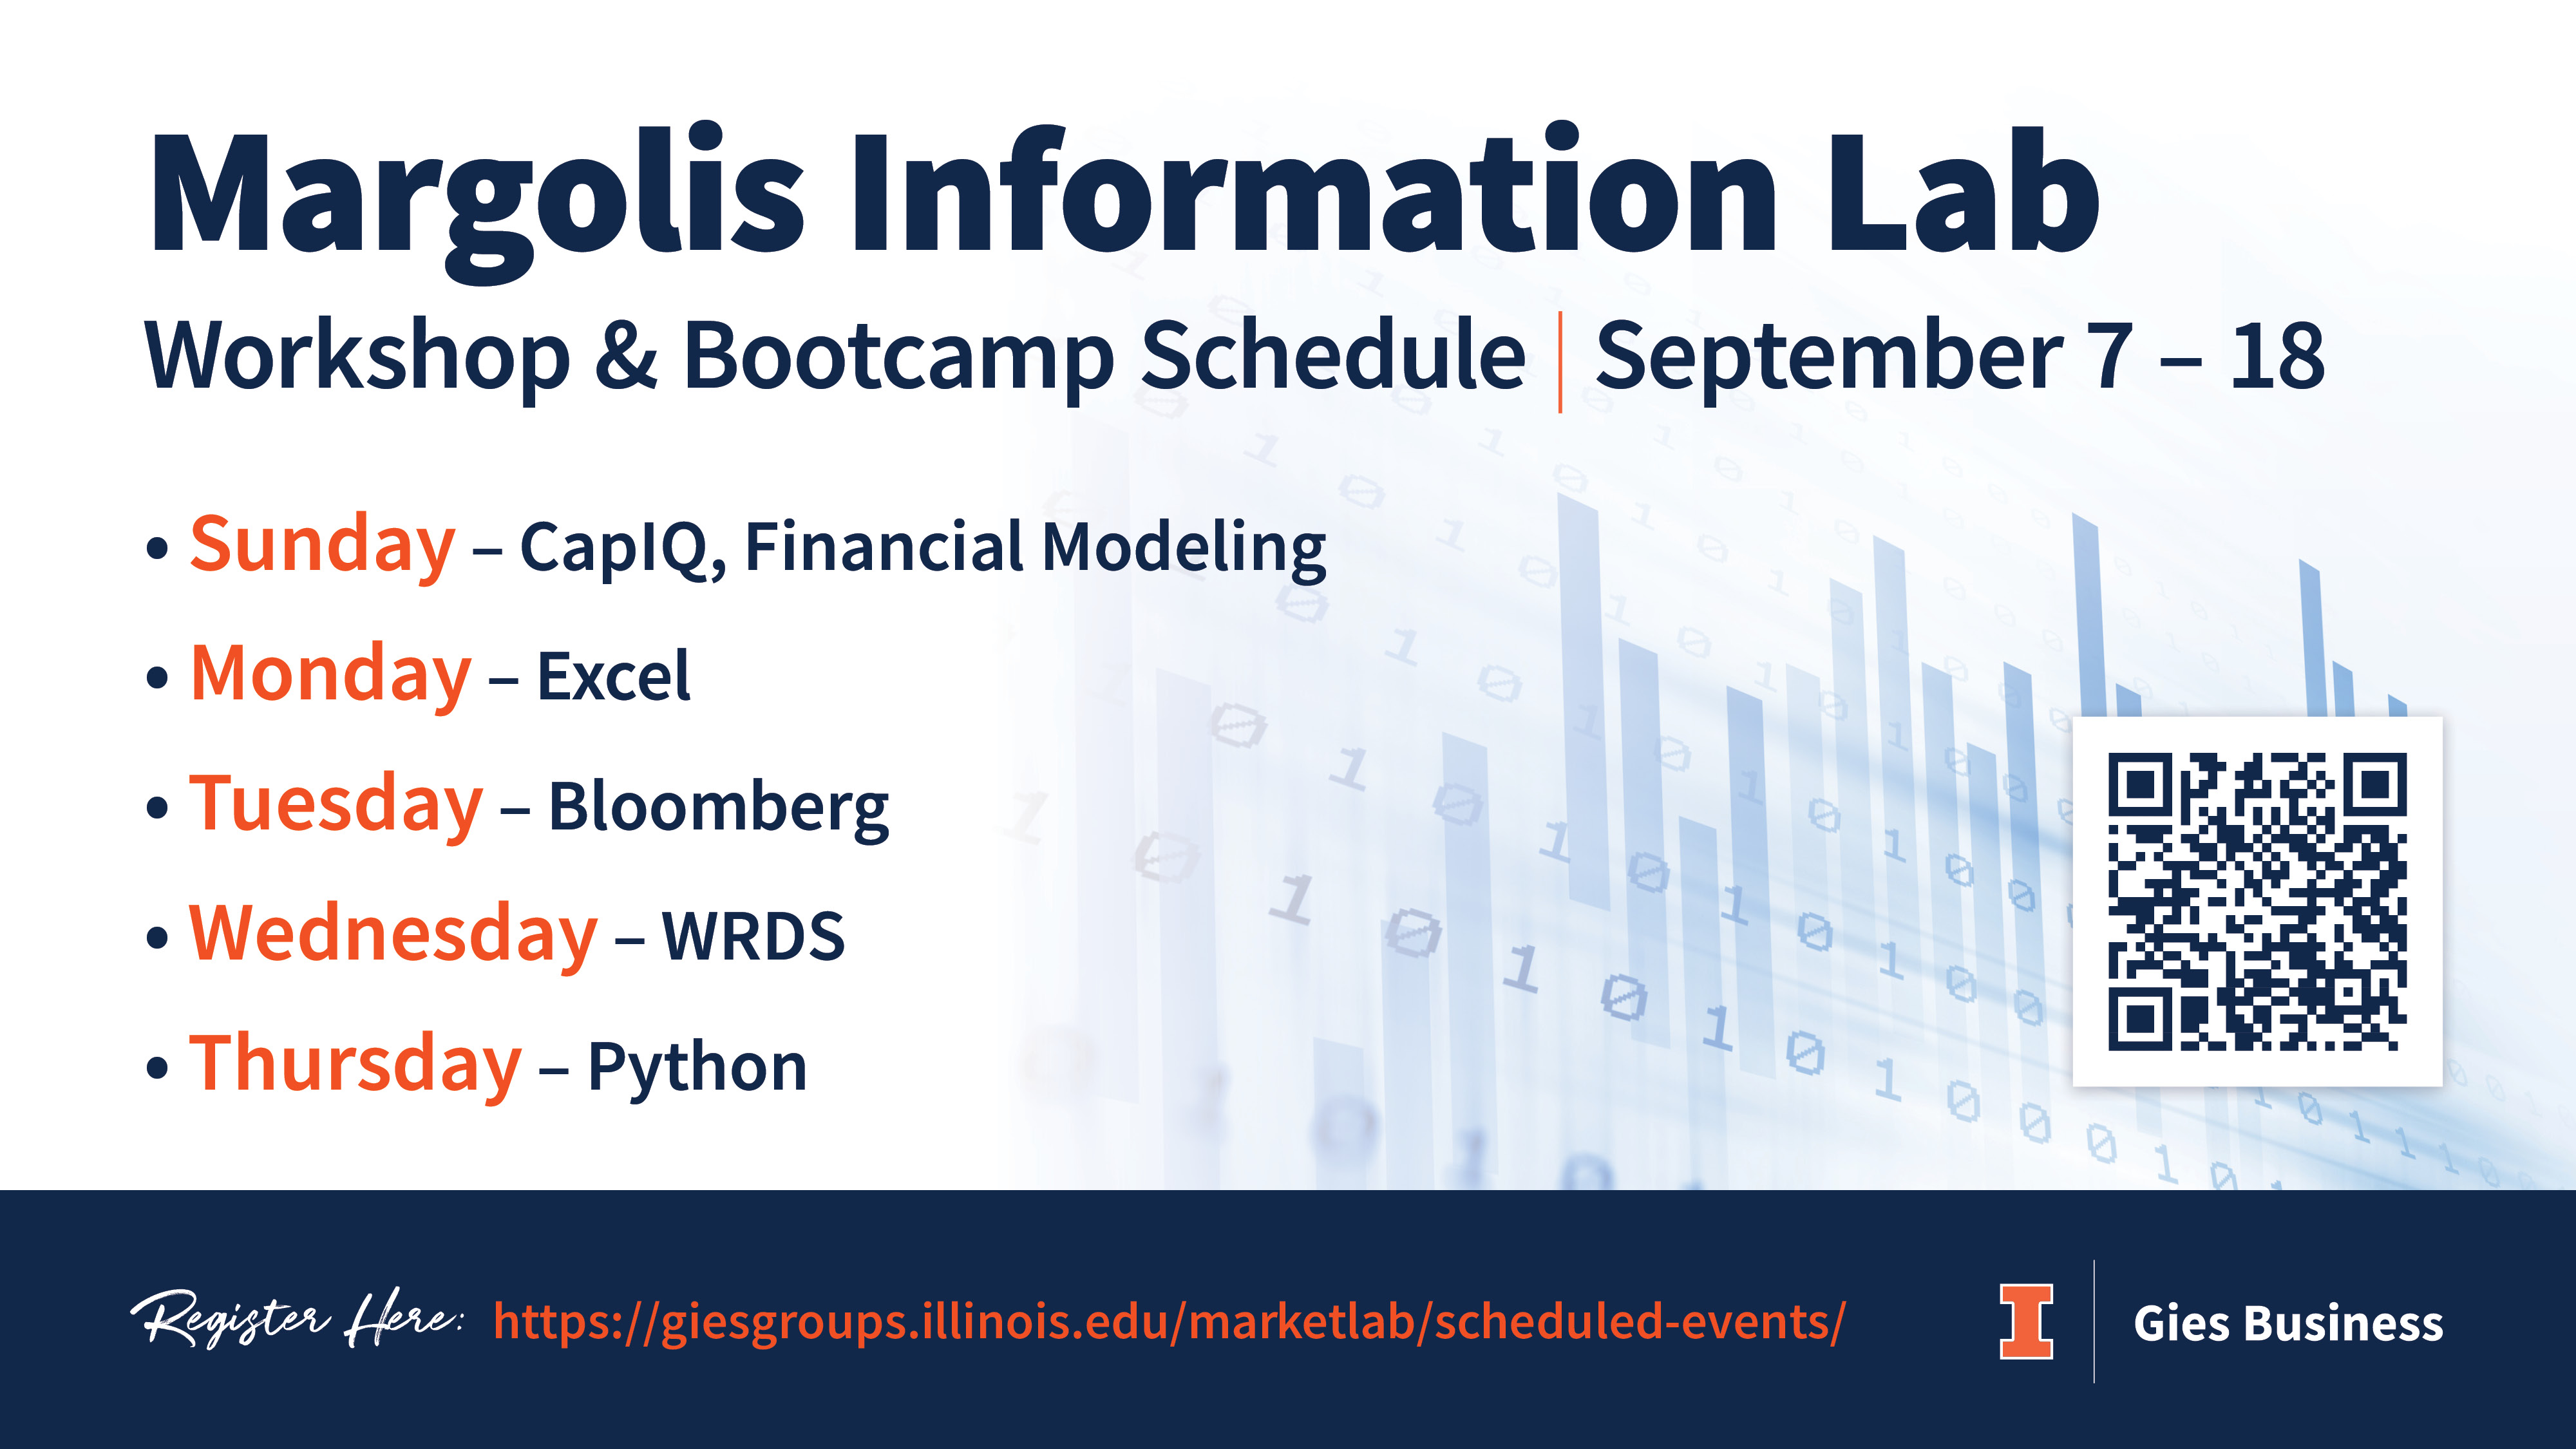 Margolis Information Lab
Workshop & Bootcamp Schedule | September 7 – 18
• Sunday – CapIQ, Financial Modeling
• Monday – Excel
• Tuesday – Bloomberg
• Wednesday – WRDS
• Thursday – Python
Register Here: https://giesgroups.illinois.edu/marketlab/scheduled-events/
I | Gies Business